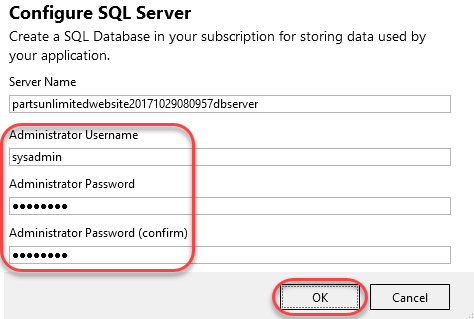 Configure SQL Server
Create a SQL Database in your subscription for storing data used by
your application.
Server Name
partsunlimitedwebsite20171029080957dbserver
Administrator Username
sysadmin
Administrator Password
●●●●●●●●
Administrator Password (confirm)
●●●●●●●●
OK Cancel